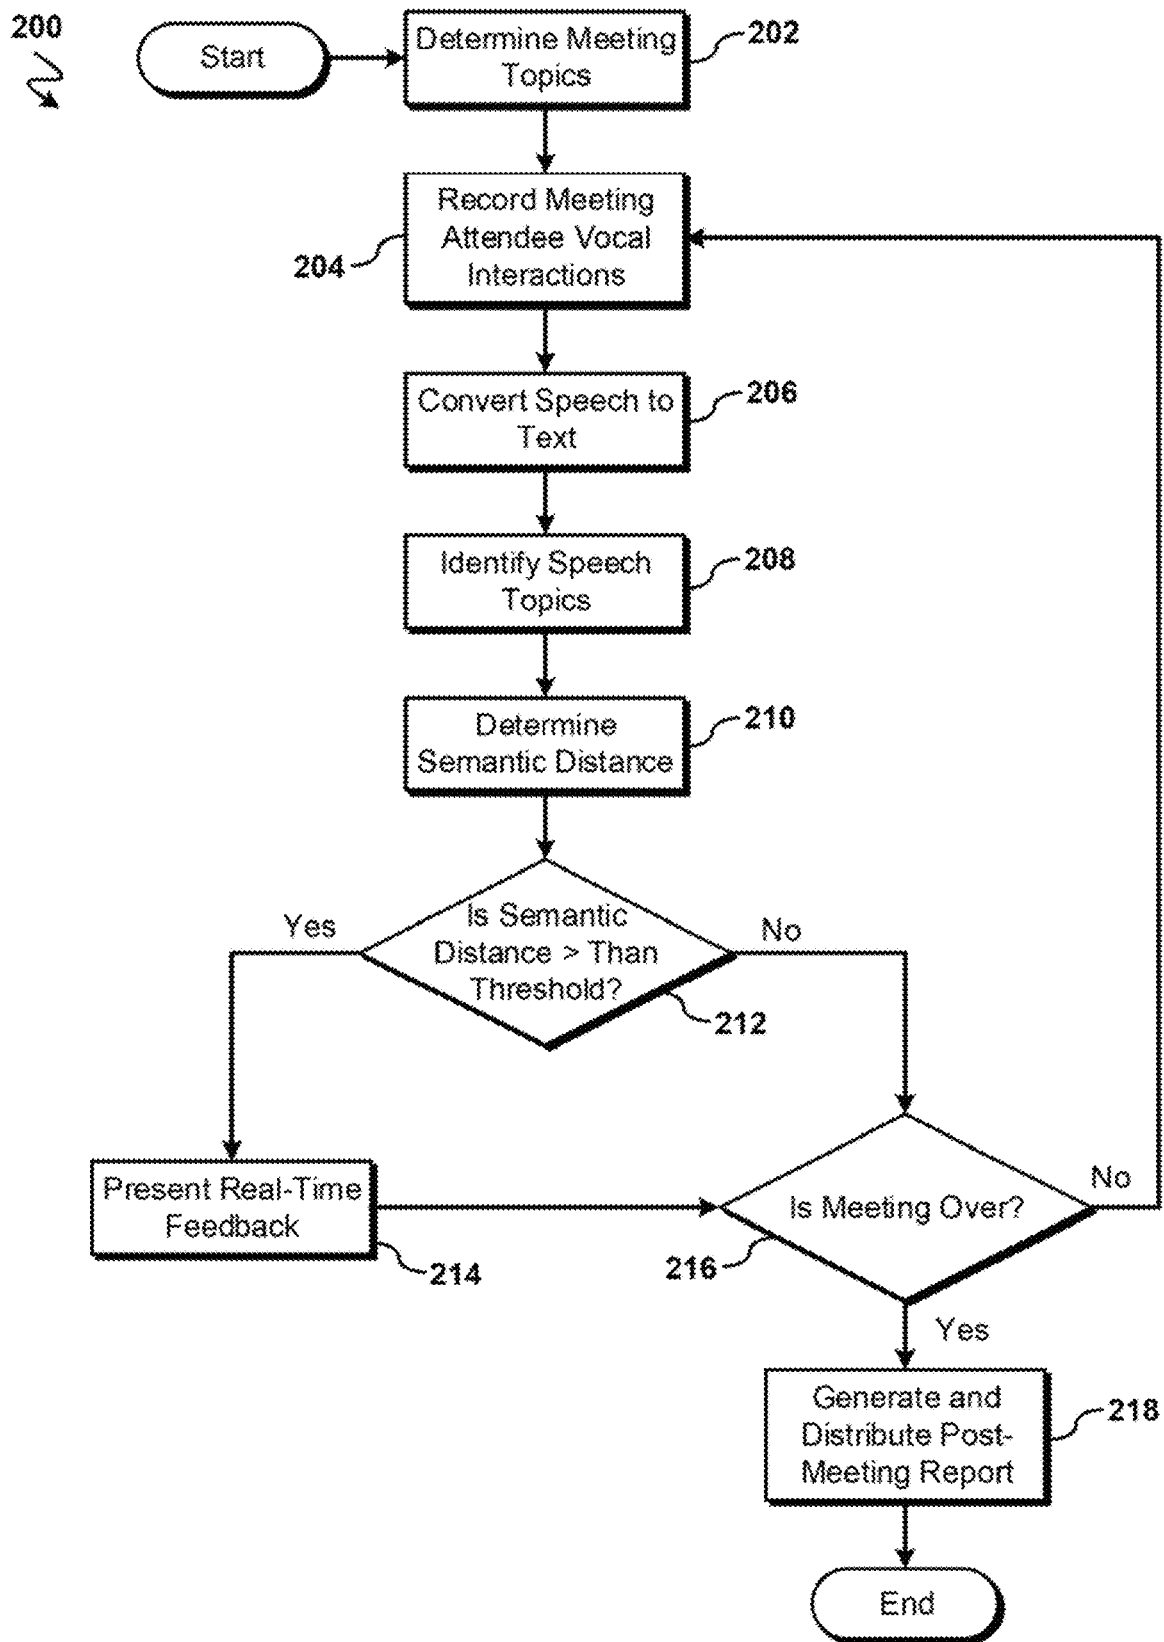 200
Start
Determine Meeting
Topics
202
Record Meeting
Attendee Vocal
Interactions
204
Convert Speech to
Text
206
Identify Speech
Topics
208
Determine
Semantic Distance
210
Is Semantic
Distance > Than
Threshold?
212
Yes
No
Present Real-Time
Feedback
214
Is Meeting Over?
216
No
Yes
Generate and
Distribute Post-
Meeting Report
218
End